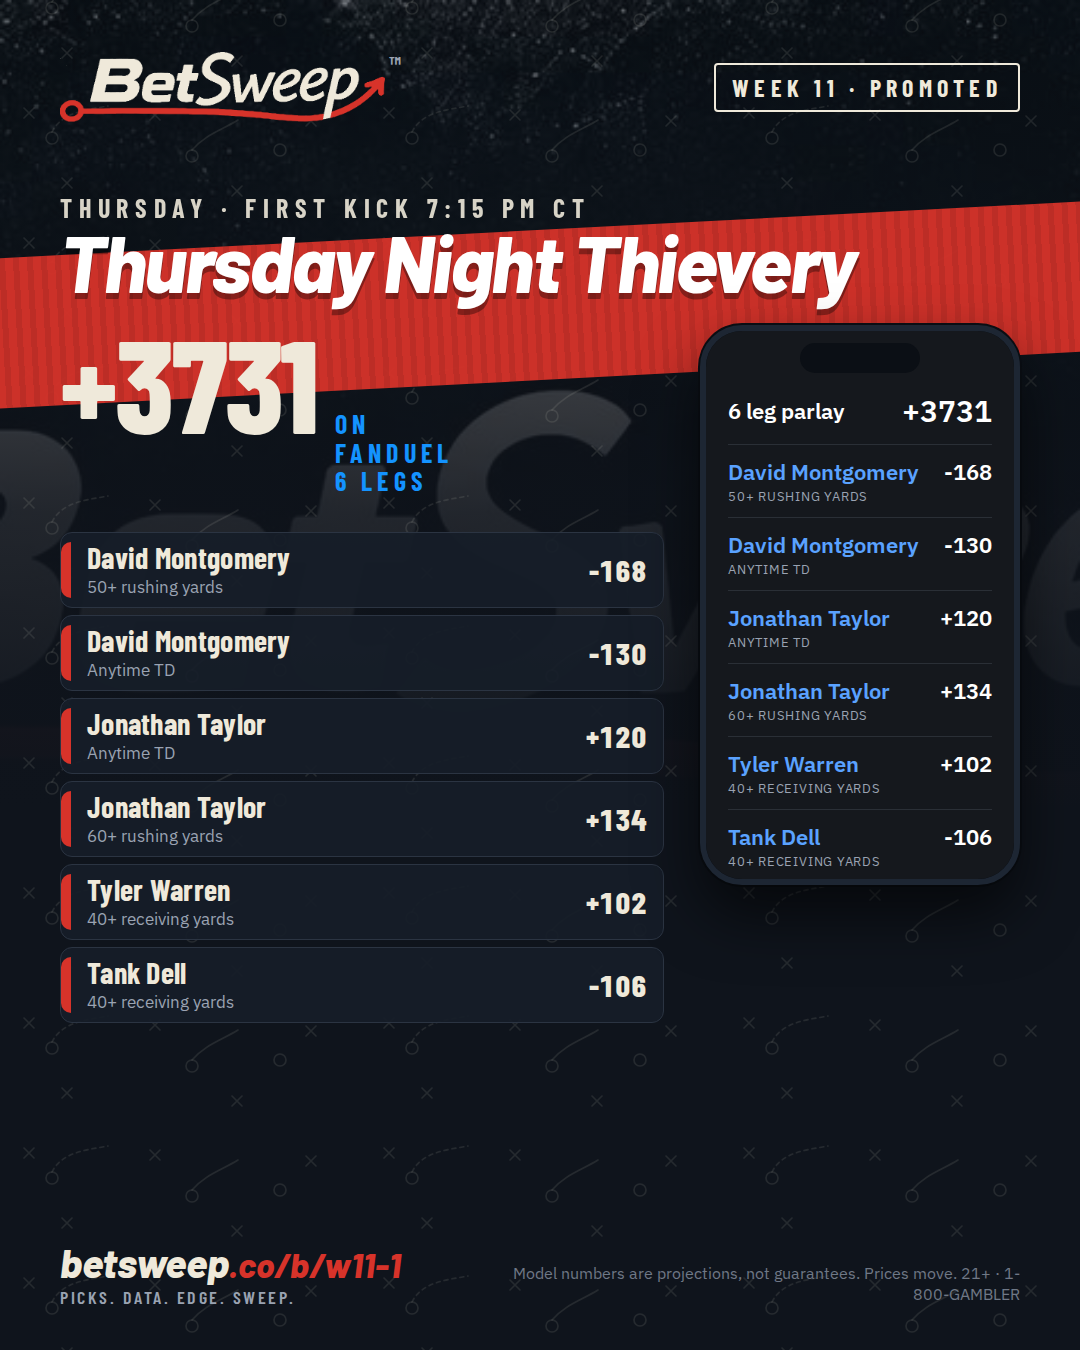 BetSweep™
WEEK 11 · PROMOTED
THURSDAY · FIRST KICK 7:15 PM CT
Thursday Night Thievery
+3731
ON
FANDUEL
6 LEGS
David Montgomery -168
50+ rushing yards
David Montgomery -130
Anytime TD
Jonathan Taylor +120
Anytime TD
Jonathan Taylor +134
60+ rushing yards
Tyler Warren +102
40+ receiving yards
Tank Dell -106
40+ receiving yards
6 leg parlay +3731
David Montgomery -168
50+ RUSHING YARDS
David Montgomery -130
ANYTIME TD
Jonathan Taylor +120
ANYTIME TD
Jonathan Taylor +134
60+ RUSHING YARDS
Tyler Warren +102
40+ RECEIVING YARDS
Tank Dell -106
40+ RECEIVING YARDS
betsweep.co/b/w11-1
PICKS. DATA. EDGE. SWEEP.
Model numbers are projections, not guarantees. Prices move. 21+ · 1-
800-GAMBLER